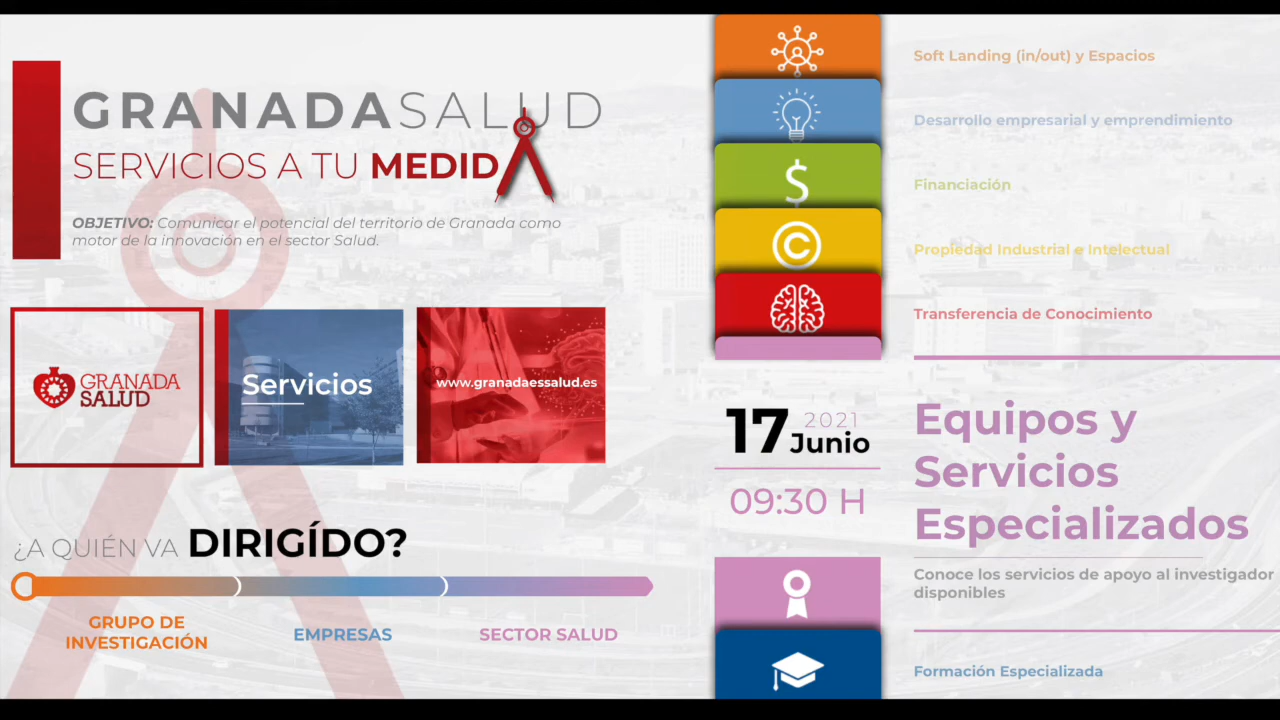 GRANADASALUD
SERVICIOS A TU MEDIDA
OBJETIVO: Comunicar el potencial del territorio de Granada como
motor de la innovación en el sector Salud.
GRANADA
SALUD
Servicios
www.granadaessalud.es
¿A QUIÉN VA DIRIGÍDO?
GRUPO DE
INVESTIGACIÓN
EMPRESAS
SECTOR SALUD
Soft Landing (in/out) y Espacios
Desarrollo empresarial y emprendimiento
$
Financiación
©
Propiedad Industrial e Intelectual
Transferencia de Conocimiento
17 2021
Junio
09:30 H
Equipos y
Servicios
Especializados
Conoce los servicios de apoyo al investigador
disponibles
Formación Especializada